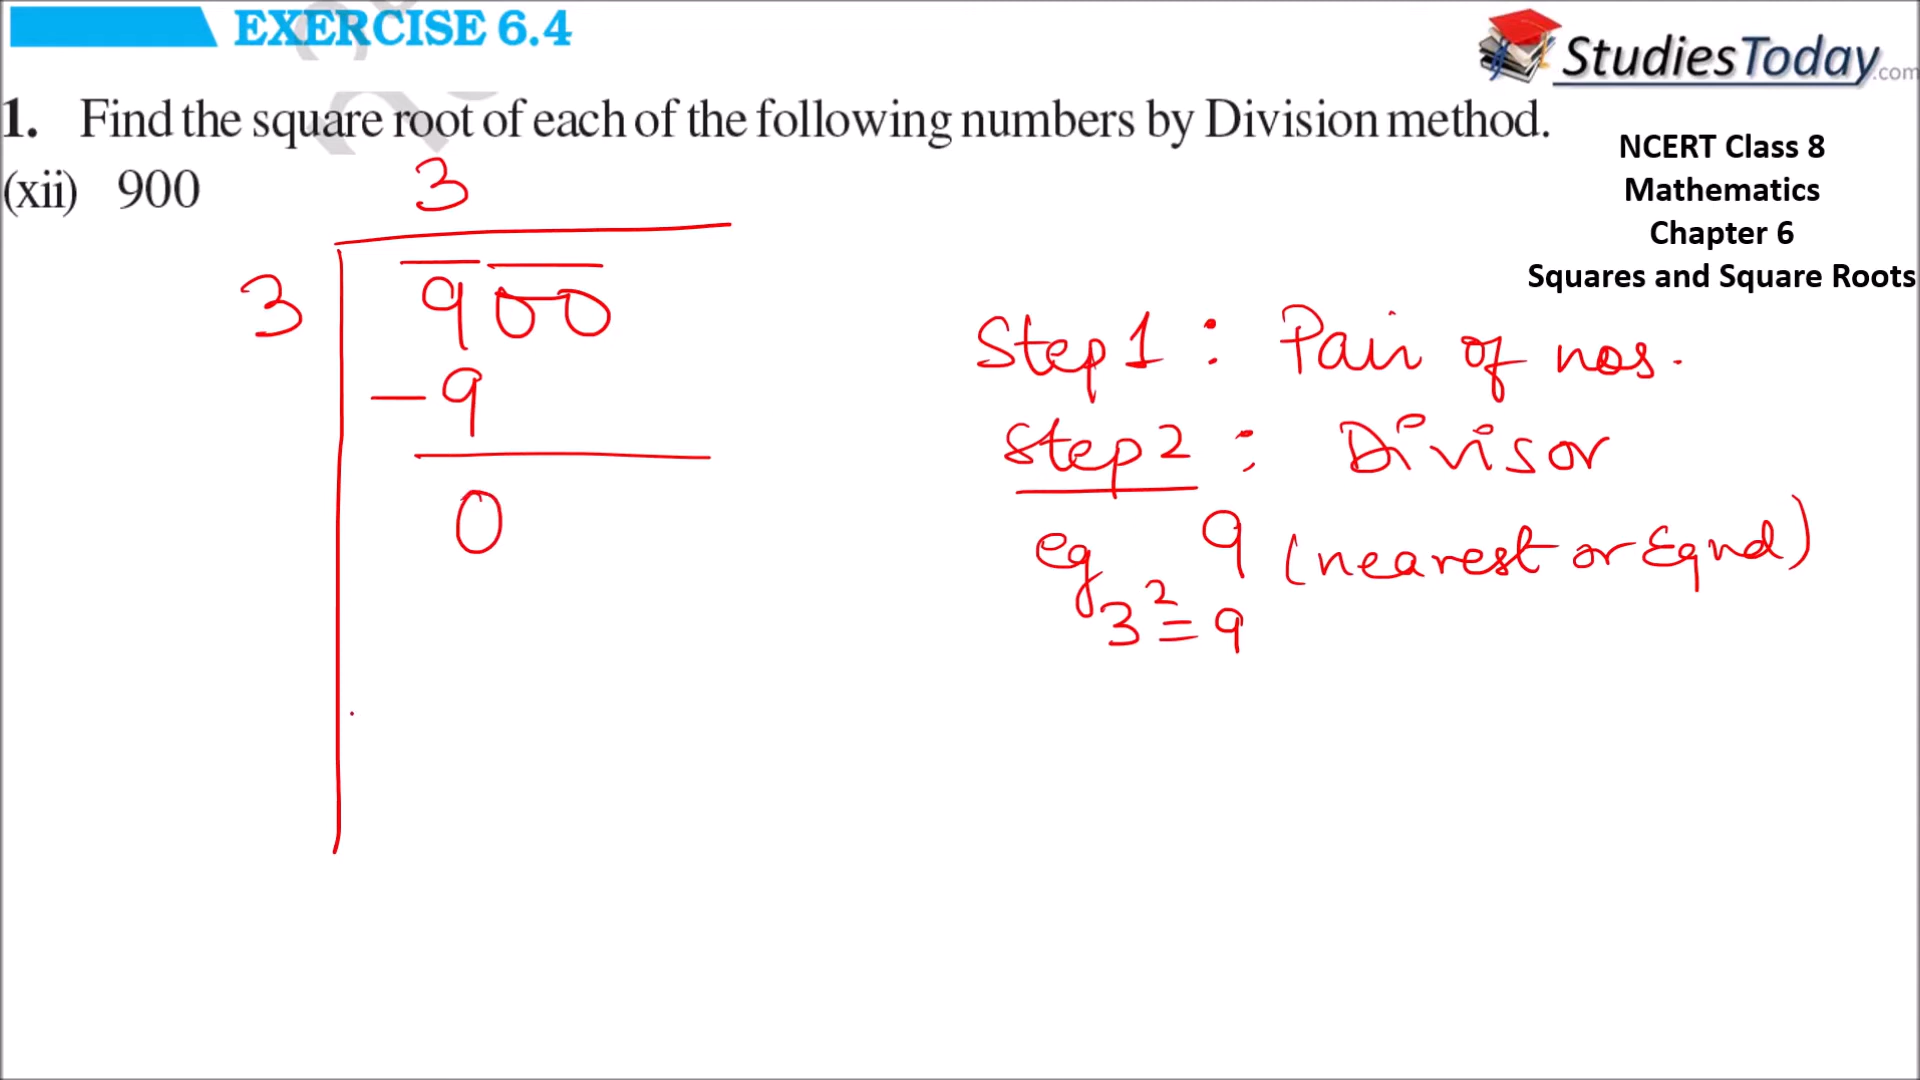 EXERCISE 6.4
StudiesToday.com
1. Find the square root of each of the following numbers by Division method.
NCERT Class 8
Mathematics
Chapter 6
Squares and Square Roots
(xii) 900
3
3
900
-9
0
Step 1 : Pair of nos.
Step 2 : Divisor
eg 9 (nearest or Equal)
3² = 9